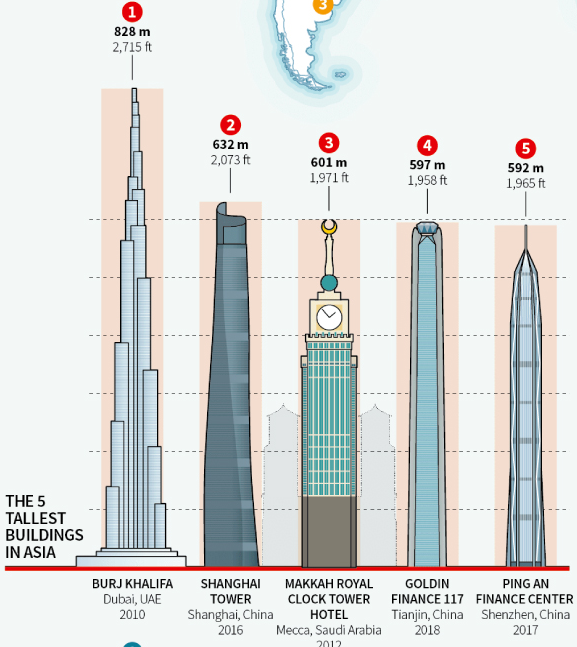 3
1
828 m
2,715 ft
2
632 m
2,073 ft
3
601 m
1,971 ft
4
597 m
1,958 ft
5
592 m
1,965 ft
THE 5
TALLEST
BUILDINGS
IN ASIA
BURJ KHALIFA
Dubai, UAE
2010
SHANGHAI
TOWER
Shanghai, China
2016
MAKKAH ROYAL
CLOCK TOWER
HOTEL
Mecca, Saudi Arabia
2012
GOLDIN
FINANCE 117
Tianjin, China
2018
PING AN
FINANCE CENTER
Shenzhen, China
2017